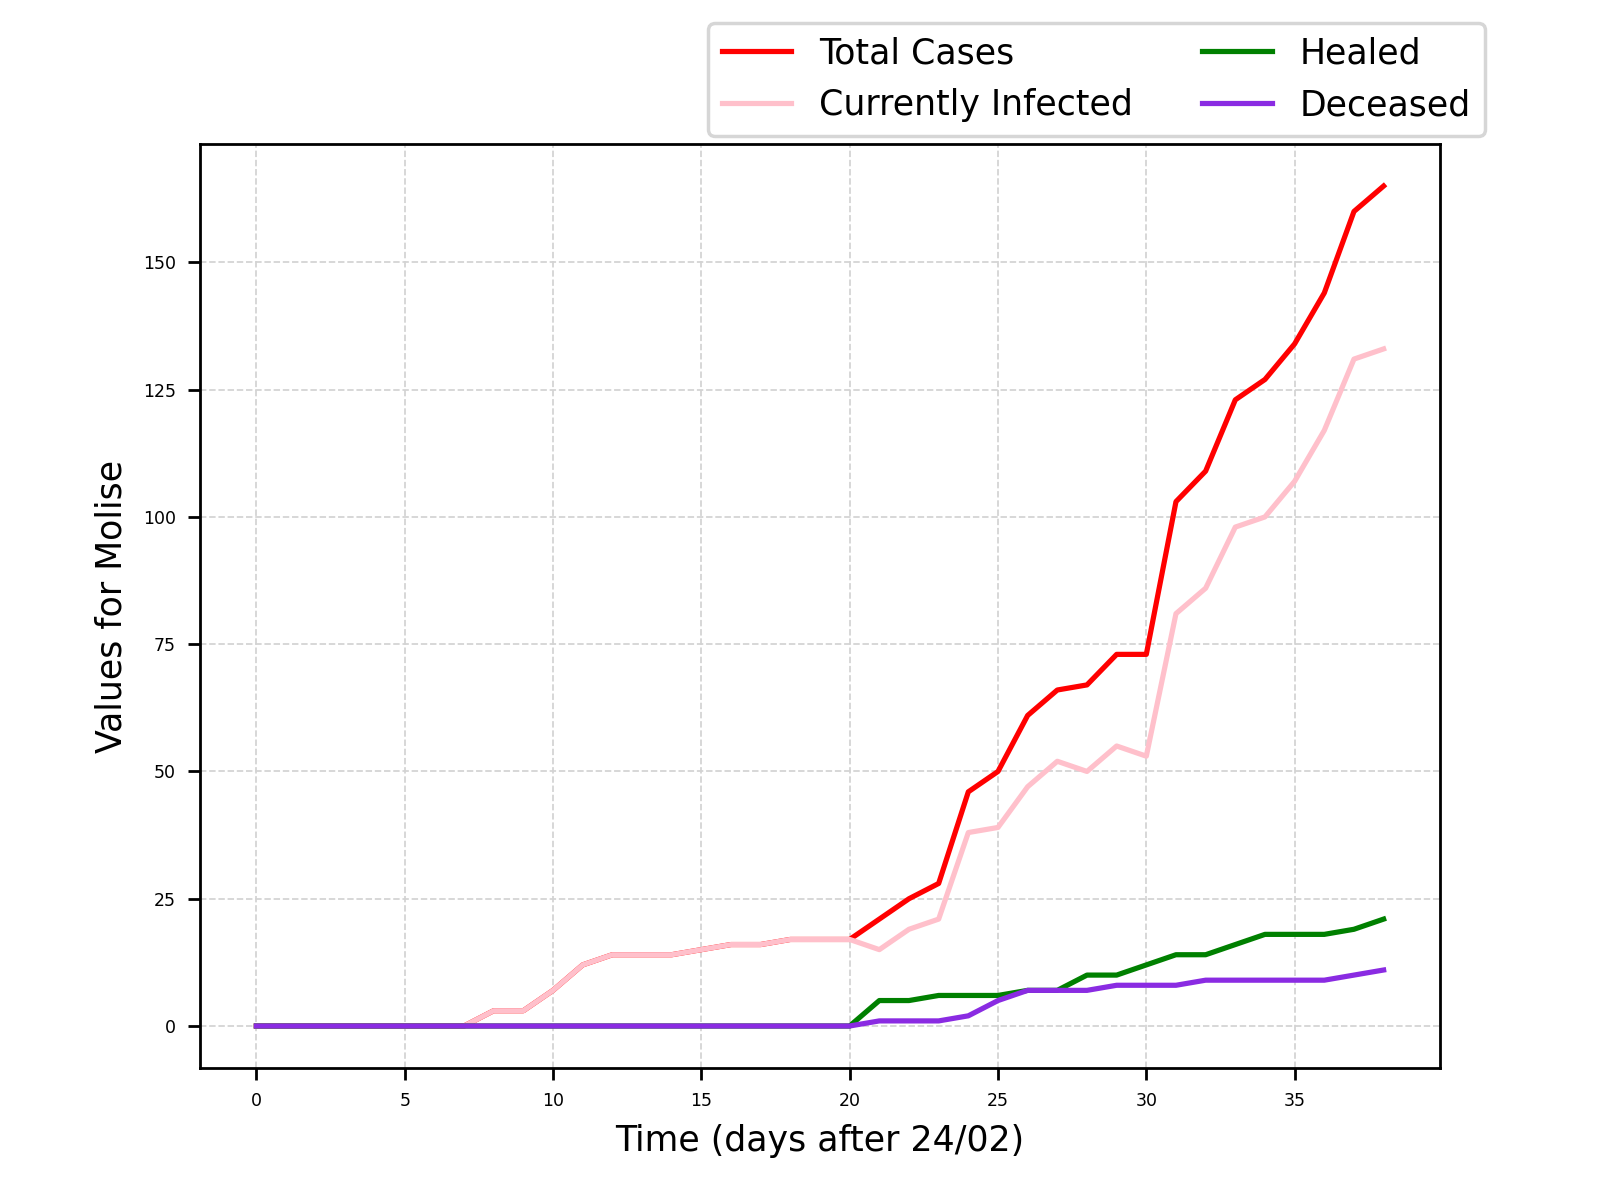 Total Cases
Currently Infected
Healed
Deceased
Values for Molise
150
125
100
75
50
25
0
0 5 10 15 20 25 30 35
Time (days after 24/02)